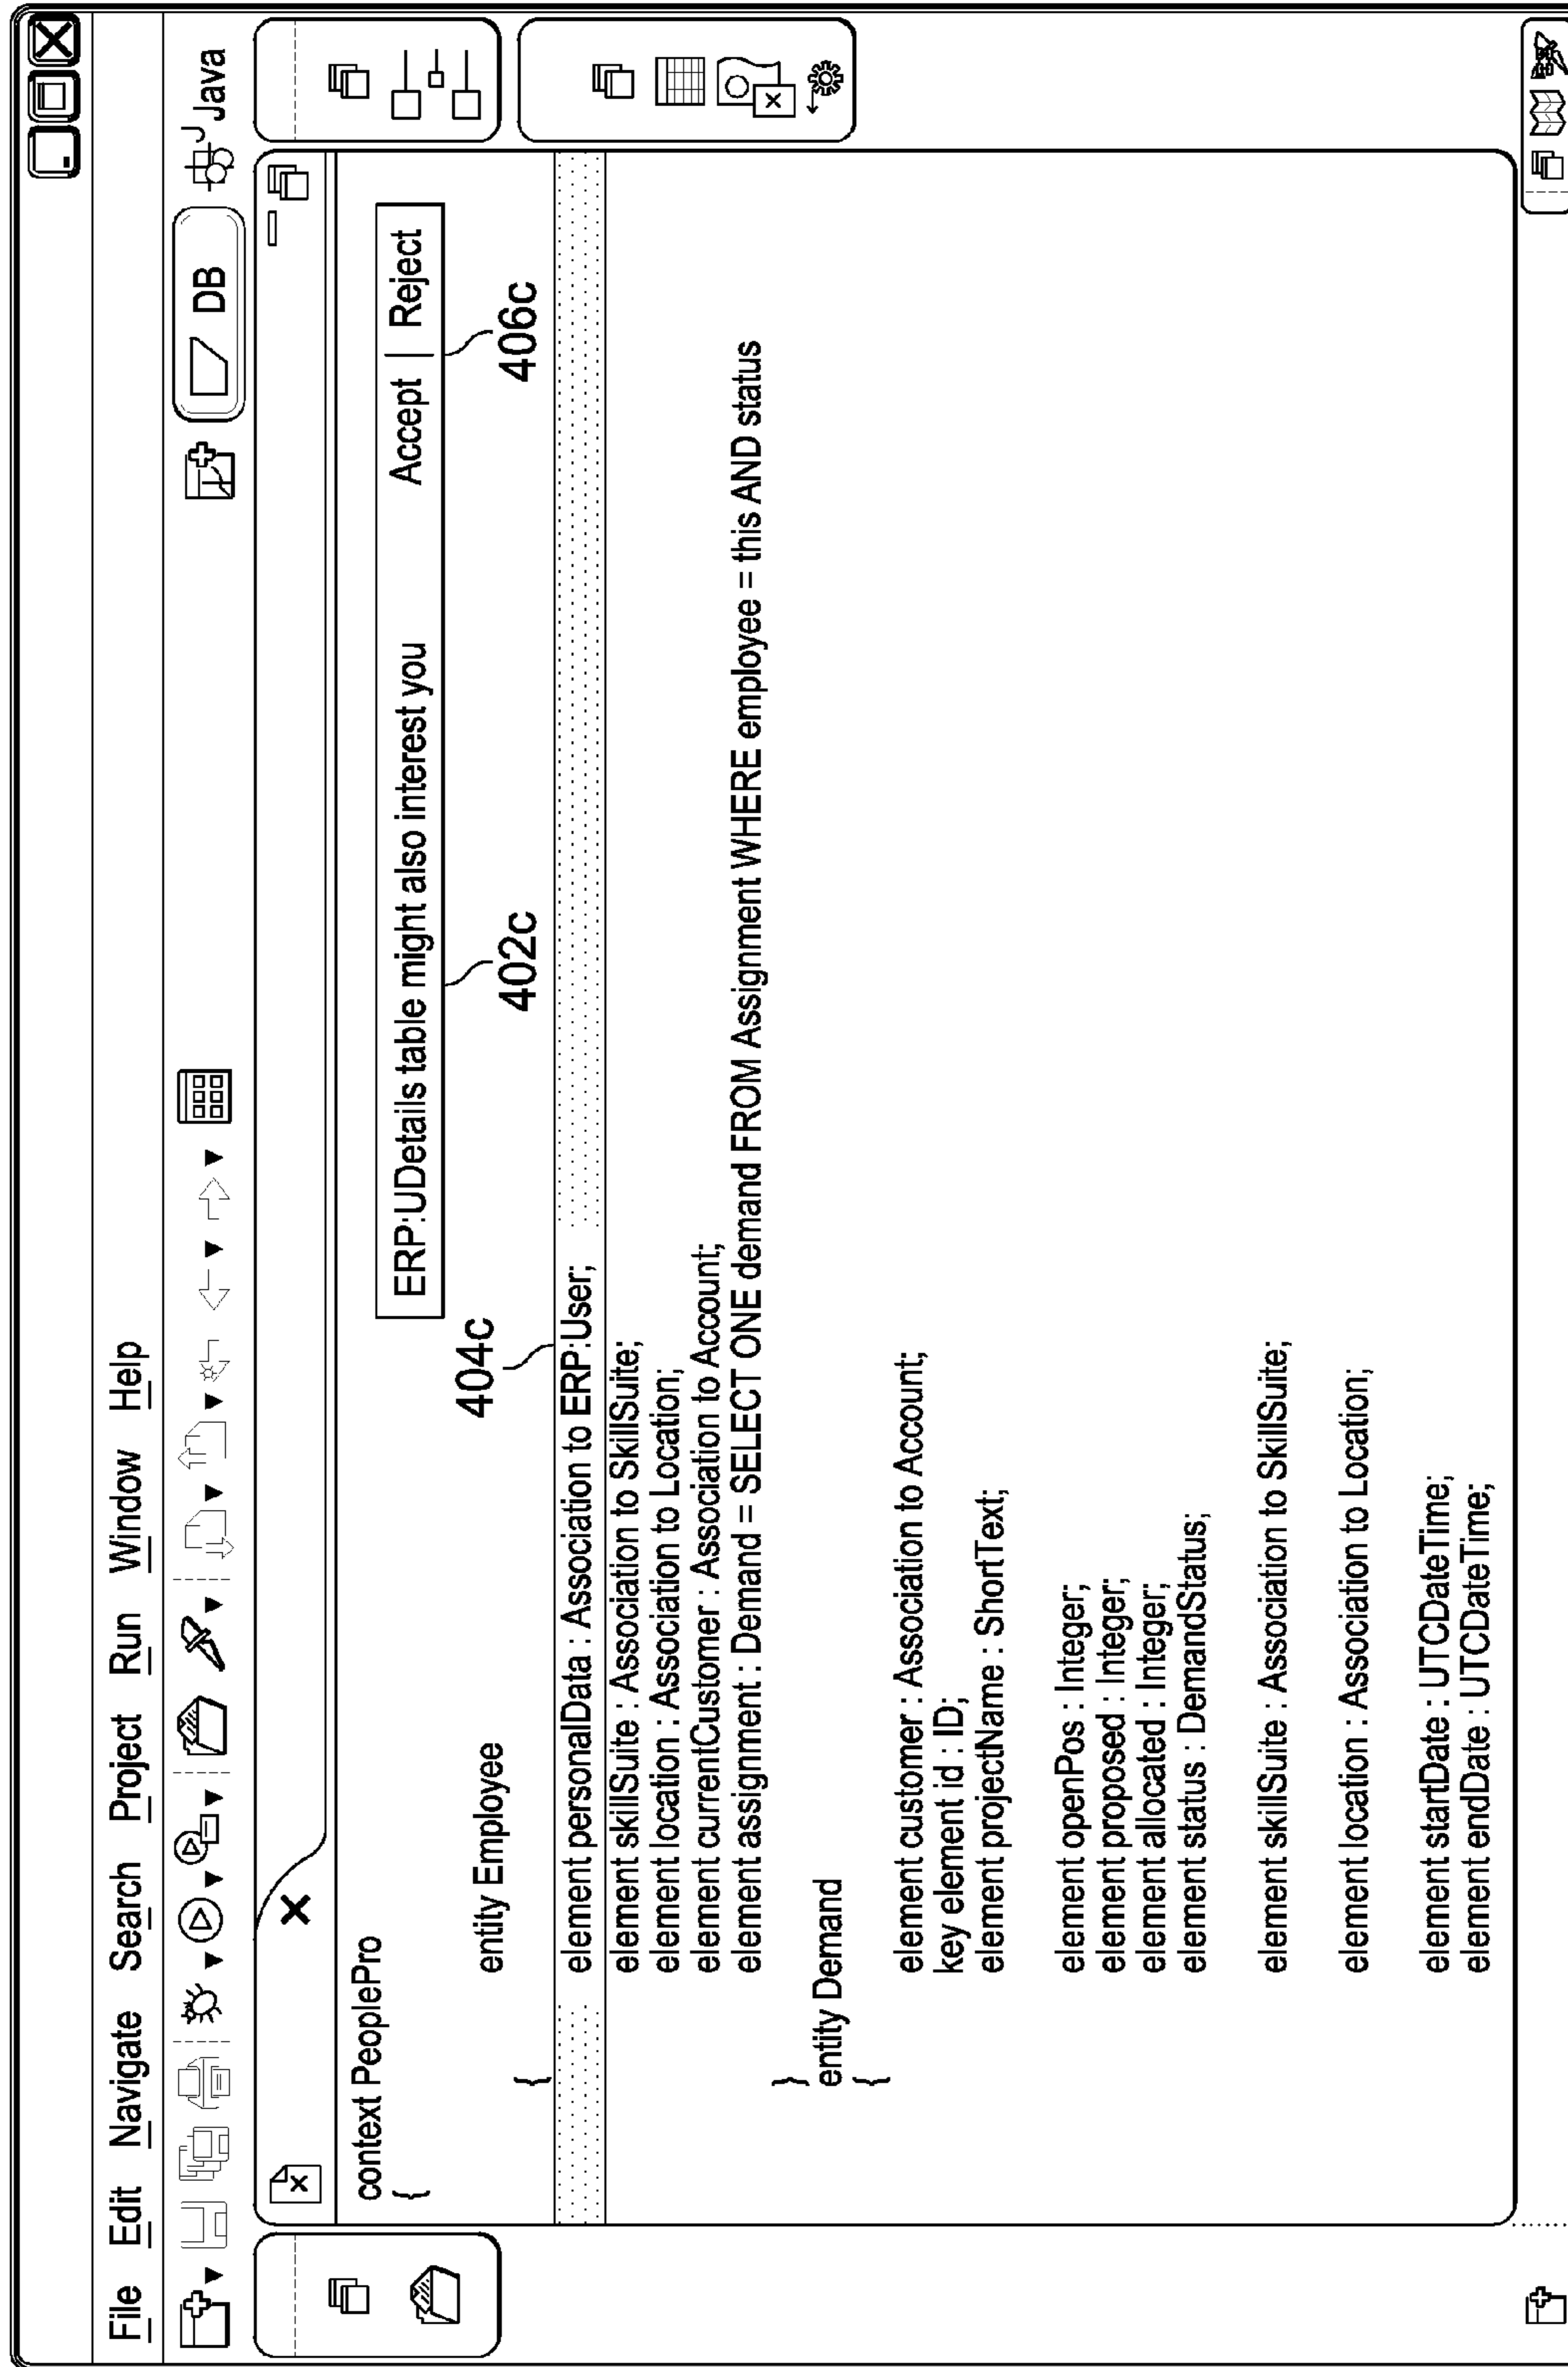 File Edit Navigate Search Project Run Window Help
DB Java
context PeoplePro
{
ERP:UDetails table might also interest you Accept | Reject
entity Employee
402c 406c
{
404c
element personalData : Association to ERP:User;
element skillSuite : Association to SkillSuite;
element location : Association to Location;
element currentCustomer : Association to Account;
element assignment : Demand = SELECT ONE demand FROM Assignment WHERE employee = this AND status
}
entity Demand
{
element customer : Association to Account;
key element id : ID;
element projectName : ShortText;
element openPos : Integer;
element proposed : Integer;
element allocated : Integer;
element status : DemandStatus;
element skillSuite : Association to SkillSuite;
element location : Association to Location;
element startDate : UTCDateTime;
element endDate : UTCDateTime;